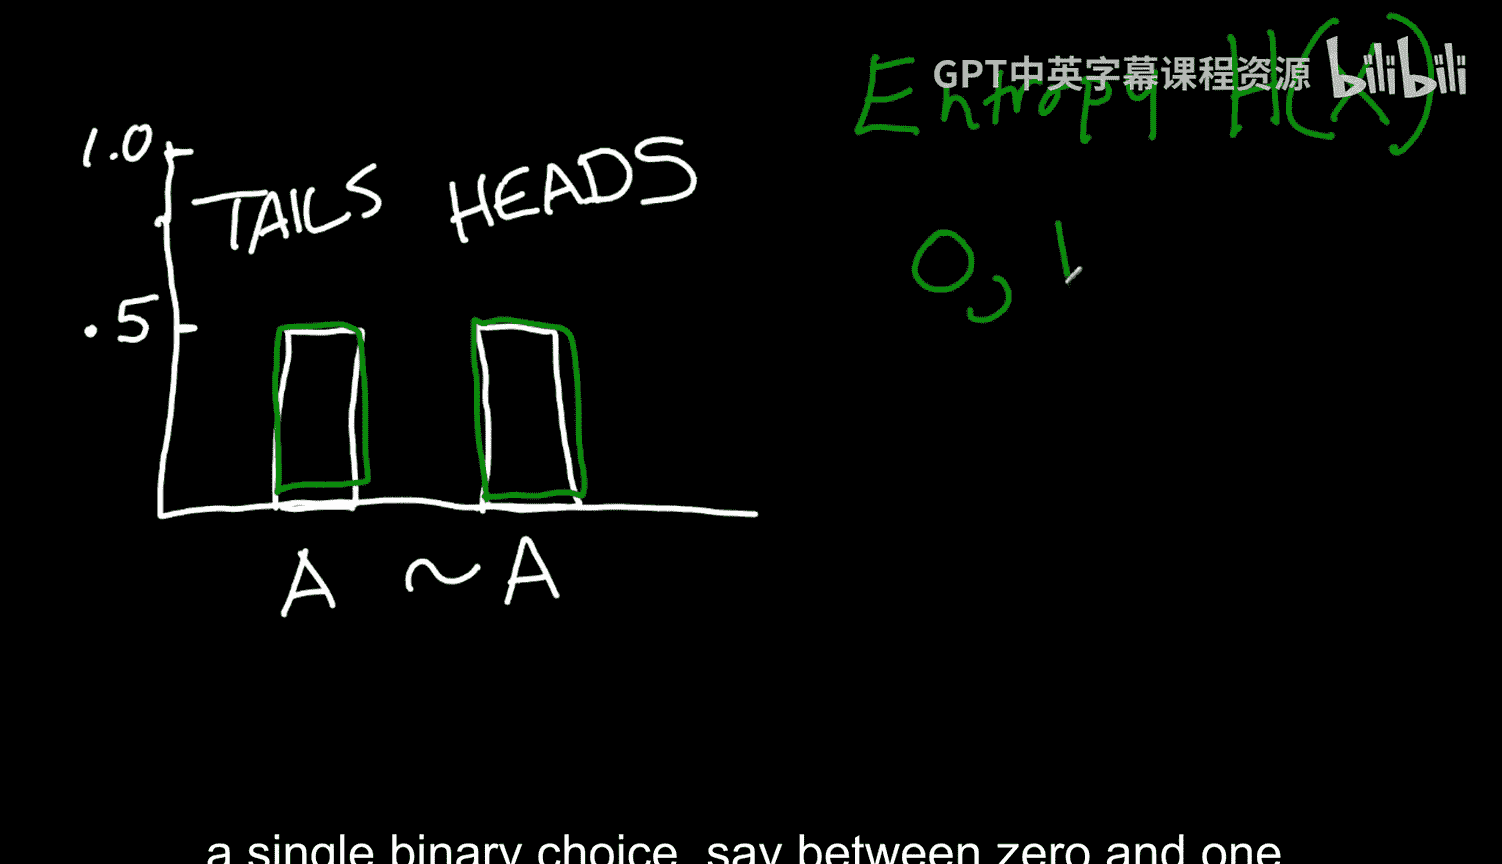 GPT中英字幕课程资源 bilibili
Entropy H(X)
1.0
TAILS HEADS
0, 1
.5
A ~ A
a single binary choice, say between zero and one